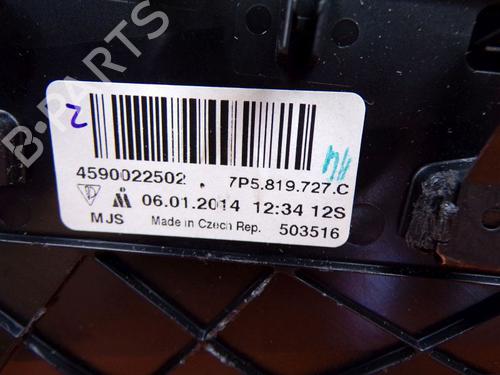 B-PARTS
2
4590022502 . 7P5.819.727.C
06.01.2014 12:34 12S
MJS Made in Czech Rep. 503516